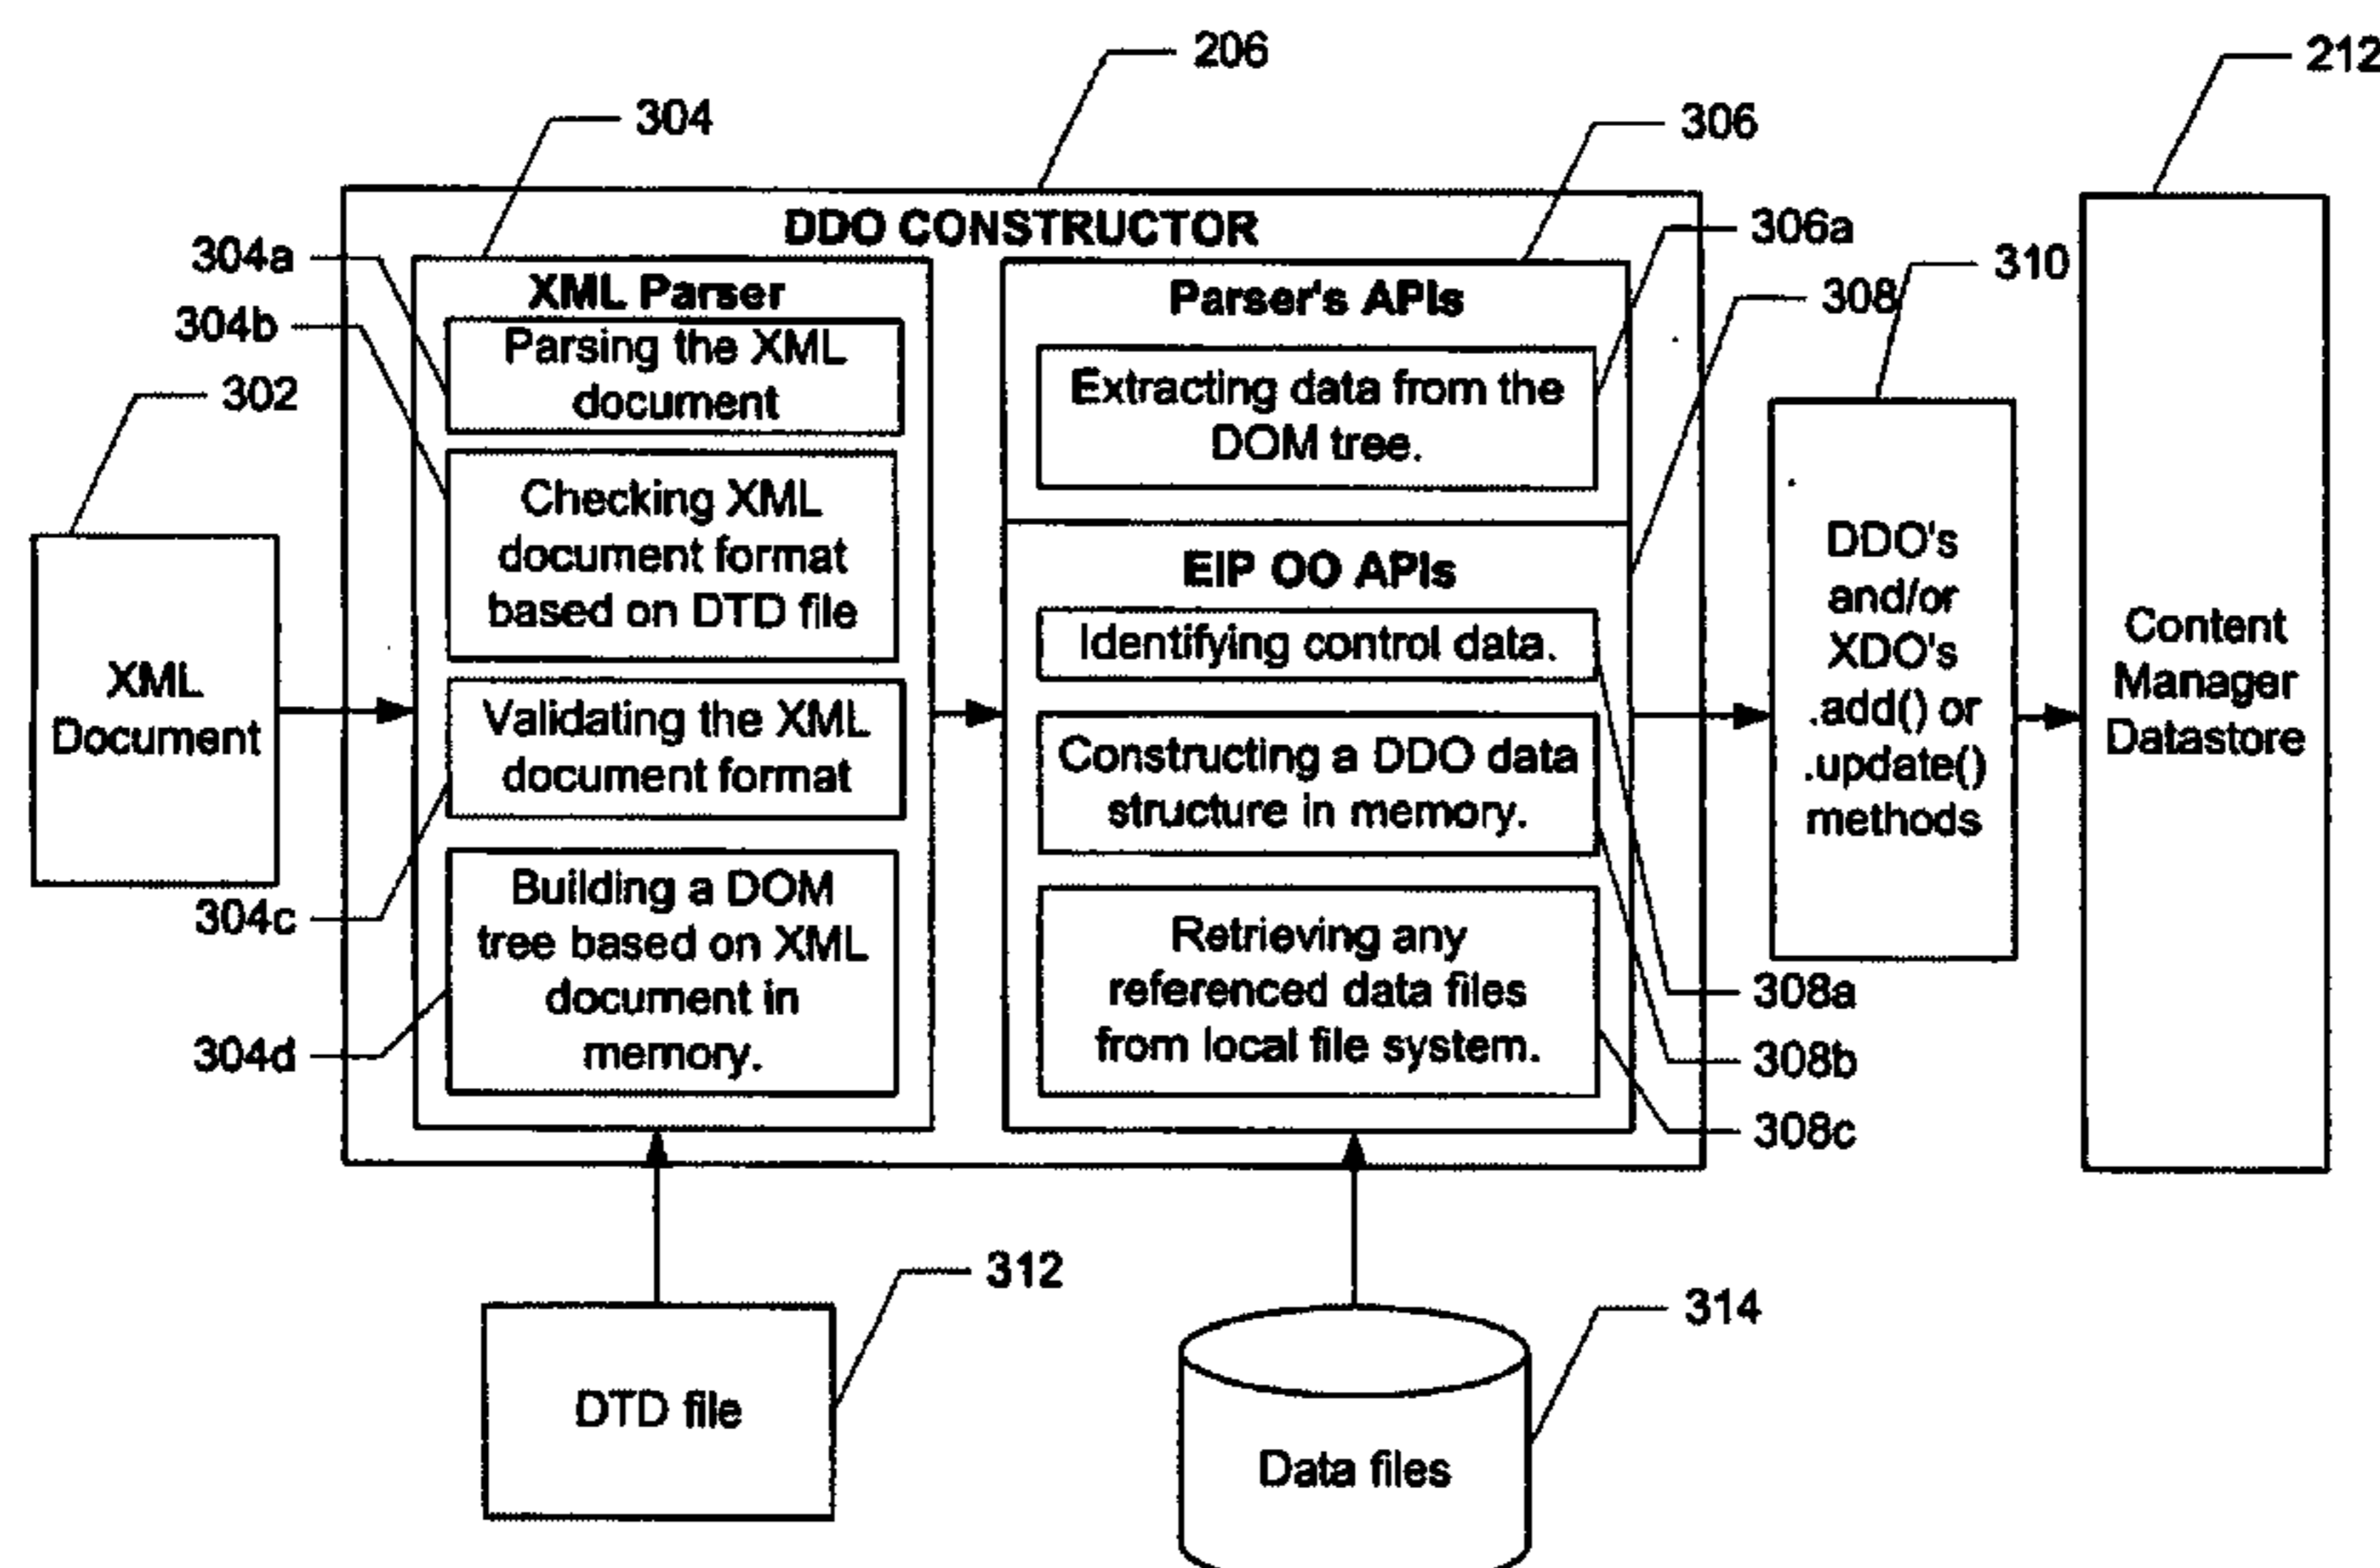 206
212
304
306
DDO CONSTRUCTOR
304a
306a
XML Parser
Parser's APIs
310
308
304b
Parsing the XML
document
Extracting data from the
DOM tree.
302
Checking XML
document format
based on DTD file
EIP OO APIs
Identifying control data.
XML
Document
Validating the XML
document format
Constructing a DDO data
structure in memory.
DDO's
and/or
XDO's
.add() or
.update()
methods
Content
Manager
Datastore
304c
Building a DOM
tree based on XML
document in
memory.
Retrieving any
referenced data files
from local file system.
308a
304d
308b
308c
312
314
DTD file
Data files